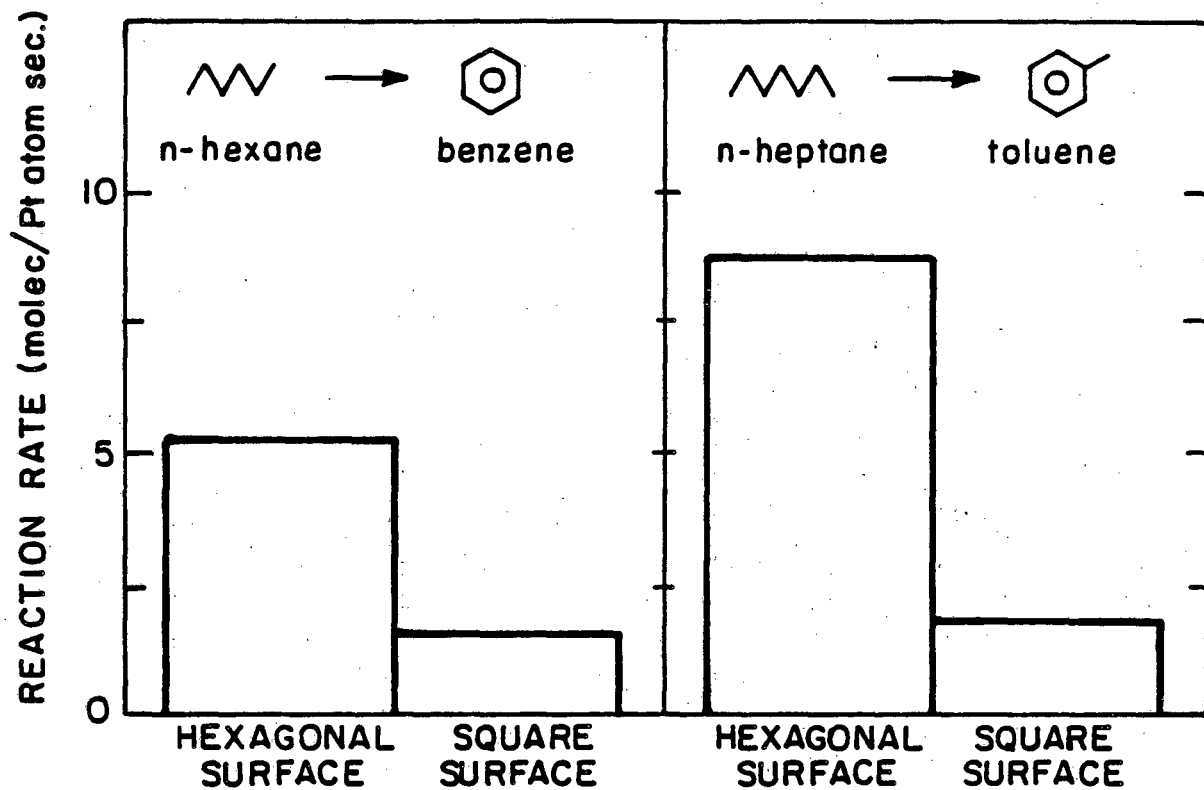 REACTION RATE (molec/Pt atom sec.)
10
5
0
n-hexane
benzene
HEXAGONAL
SURFACE
SQUARE
SURFACE
n-heptane
toluene
HEXAGONAL
SURFACE
SQUARE
SURFACE